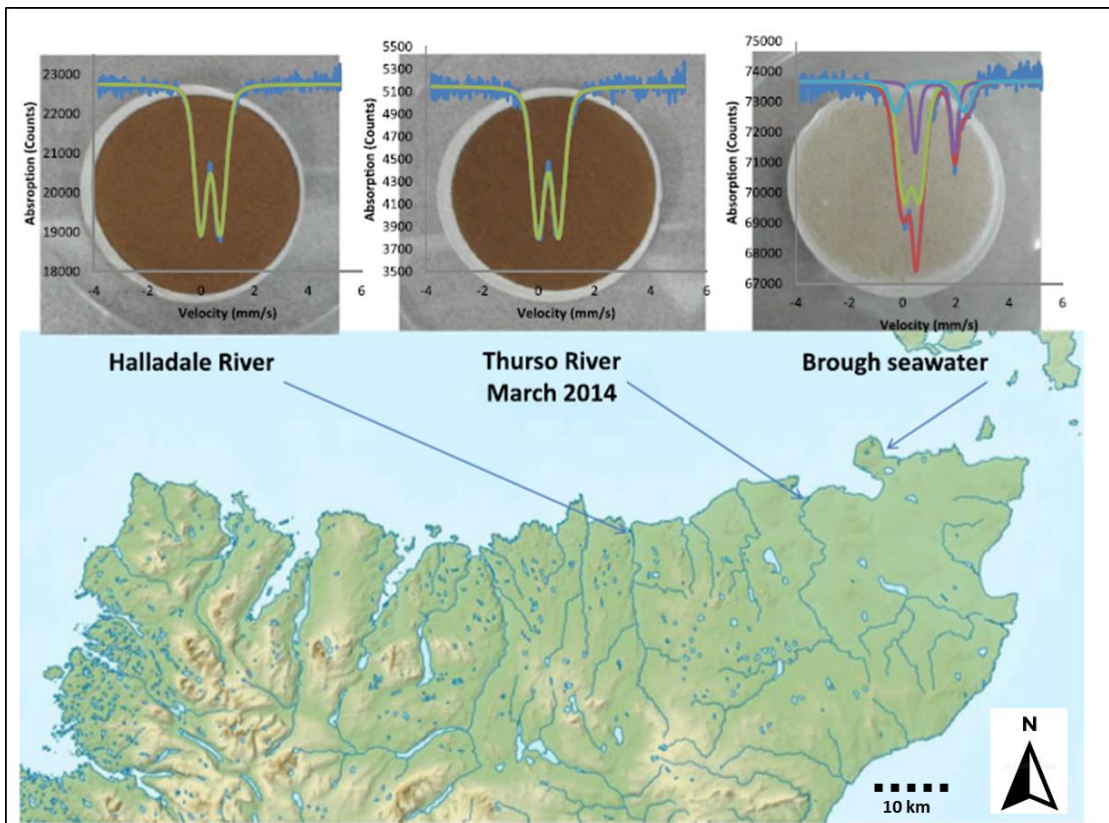 23000
22000
21000
20000
19000
18000
Absroption (Counts)
-4 -2 0 2 4 6
Velocity (mm/s)
5500
5300
5100
4900
4700
4500
4300
4100
3900
3700
3500
Absorption (Counts)
-4 -2 0 2 4 6
Velocity (mm/s)
75000
74000
73000
72000
71000
70000
69000
68000
67000
Absorption (Counts)
-4 -2 0 2 4 6
Velocity (mm/s)
Halladale River
Thurso River
March 2014
Brough seawater
N
10 km